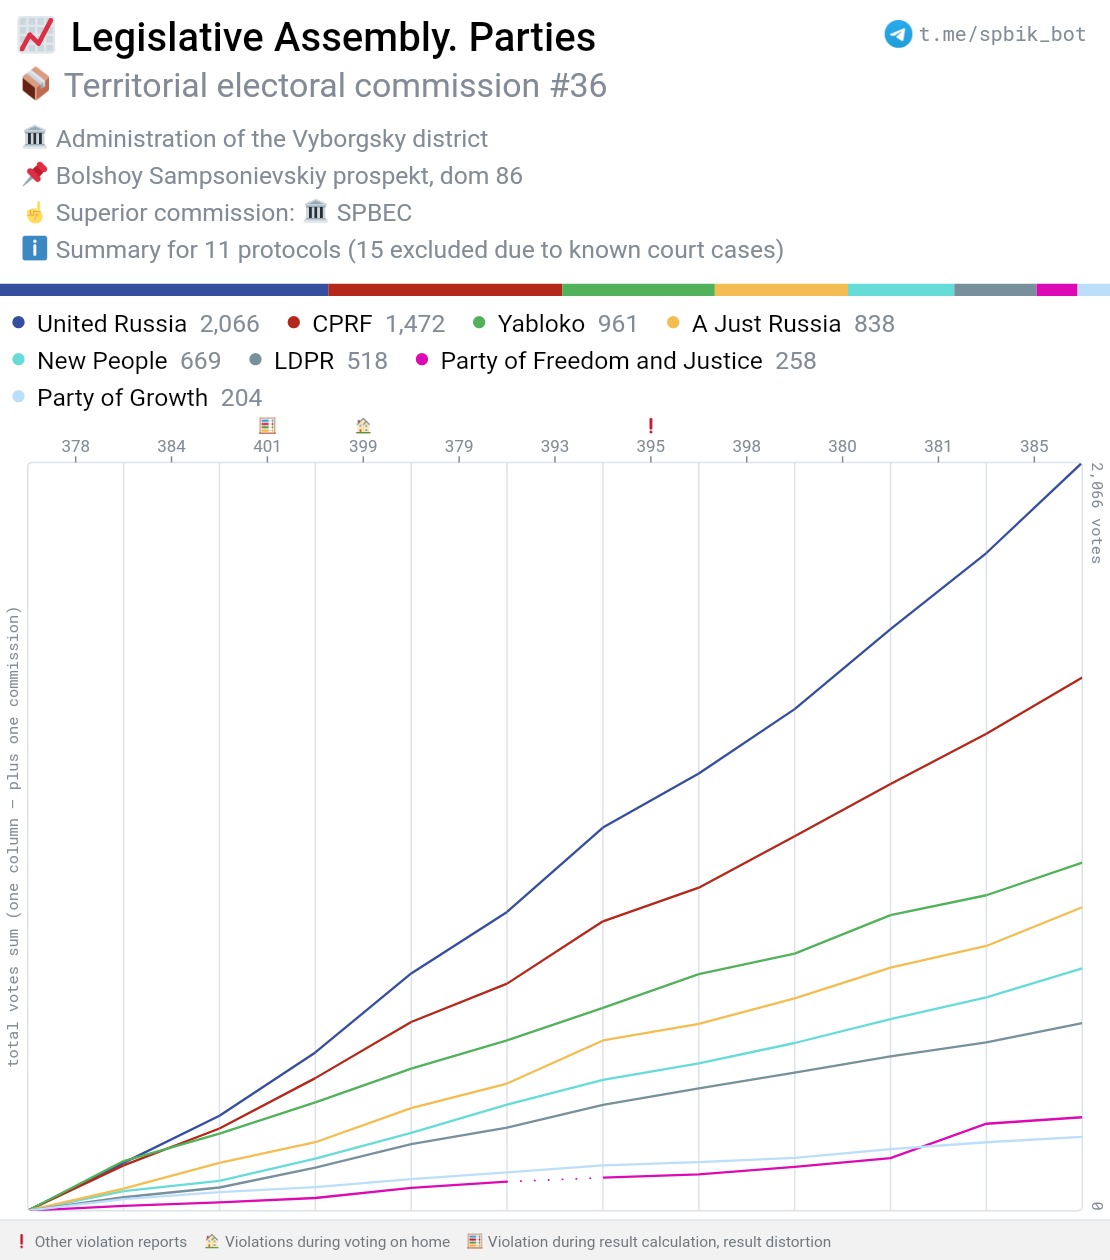 Legislative Assembly. Parties
t.me/spbik_bot
Territorial electoral commission #36
Administration of the Vyborgsky district
Bolshoy Sampsonievskiy prospekt, dom 86
Superior commission: SPBEC
Summary for 11 protocols (15 excluded due to known court cases)
United Russia 2,066 CPRF 1,472 Yabloko 961 A Just Russia 838
New People 669 LDPR 518 Party of Freedom and Justice 258
Party of Growth 204
378 384 401 399 379 393 395 398 380 381 385
2,066 votes
total votes sum (one column — plus one commission)
0
Other violation reports Violations during voting on home Violation during result calculation, result distortion